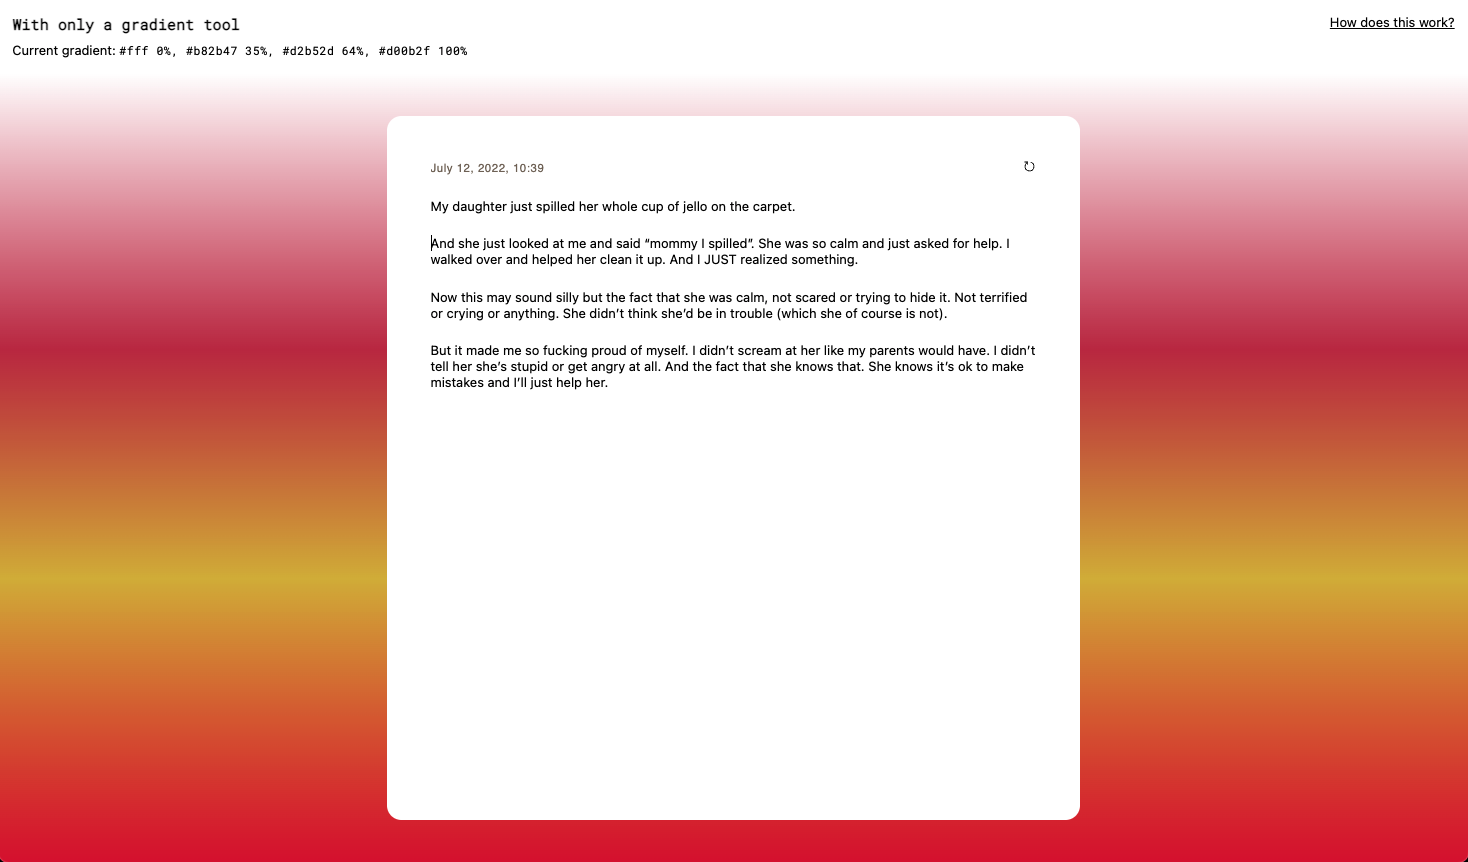 With only a gradient tool
How does this work?
Current gradient: #fff 0%, #b82b47 35%, #d2b52d 64%, #d00b2f 100%
July 12, 2022, 10:39
My daughter just spilled her whole cup of jello on the carpet.
And she just looked at me and said “mommy I spilled”. She was so calm and just asked for help. I
walked over and helped her clean it up. And I JUST realized something.
Now this may sound silly but the fact that she was calm, not scared or trying to hide it. Not terrified
or crying or anything. She didn’t think she’d be in trouble (which she of course is not).
But it made me so fucking proud of myself. I didn’t scream at her like my parents would have. I didn’t
tell her she’s stupid or get angry at all. And the fact that she knows that. She knows it’s ok to make
mistakes and I’ll just help her.